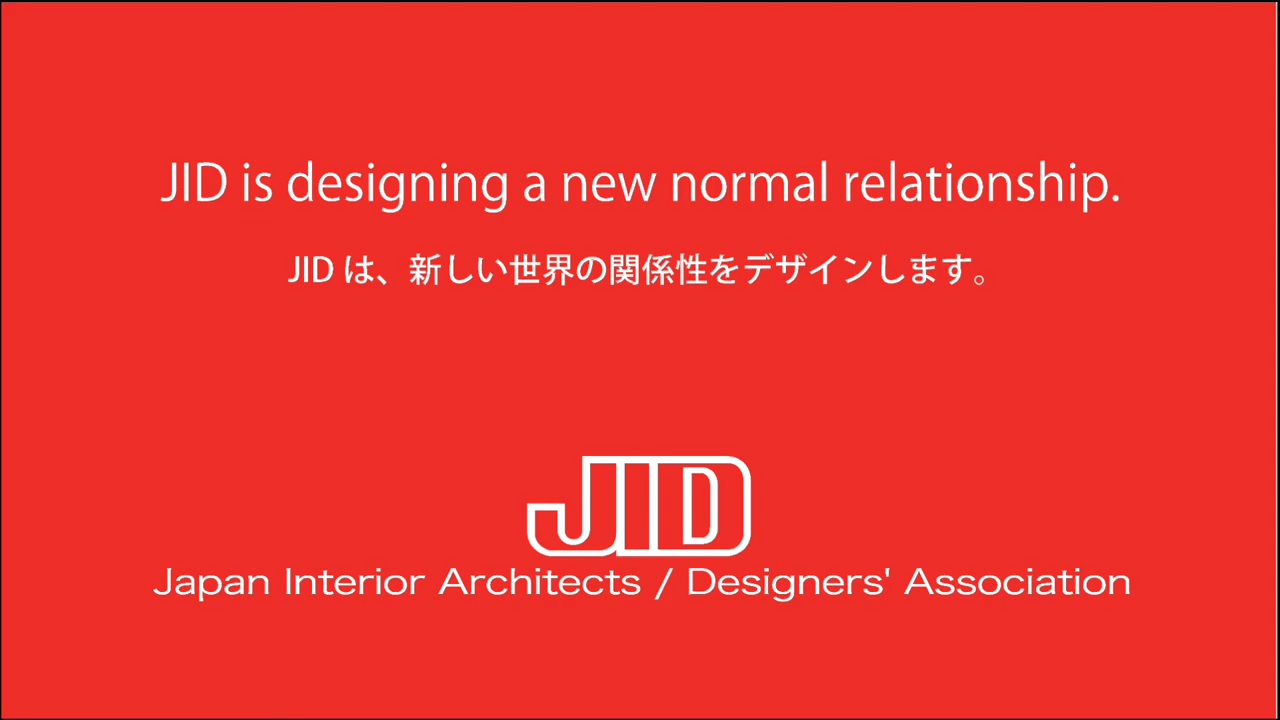 JID is designing a new normal relationship.
JID は、新しい世界の関係性をデザインします。
JID
Japan Interior Architects / Designers' Association